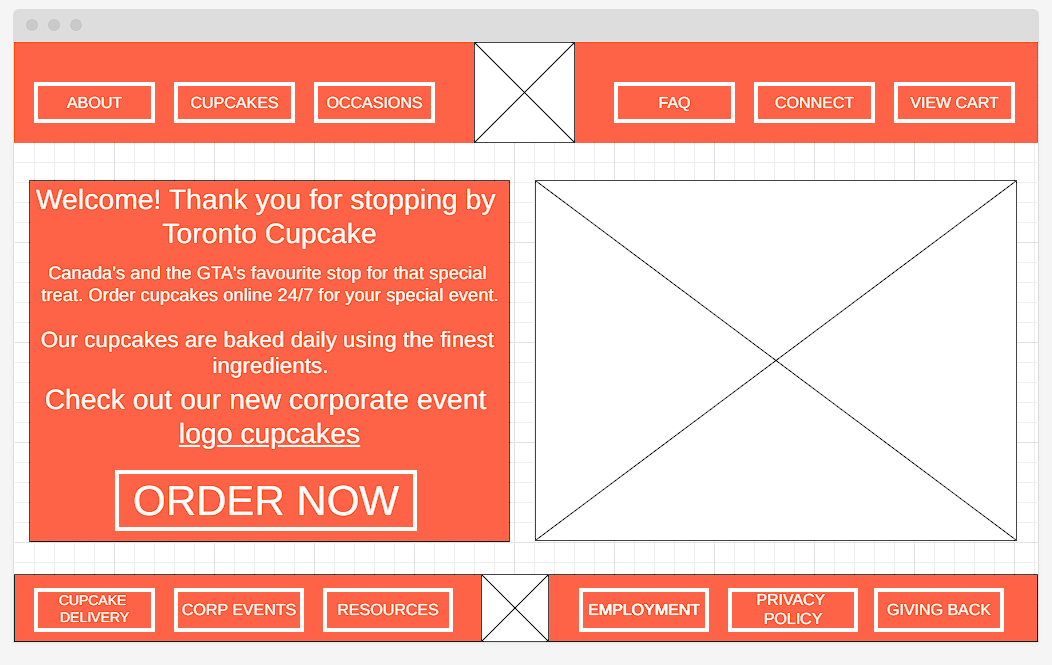 ABOUT
CUPCAKES
OCCASIONS
FAQ
CONNECT
VIEW CART
Welcome! Thank you for stopping by
Toronto Cupcake
Canada's and the GTA's favourite stop for that special
treat. Order cupcakes online 24/7 for your special event.
Our cupcakes are baked daily using the finest
ingredients.
Check out our new corporate event
logo cupcakes
ORDER NOW
CUPCAKE
DELIVERY
CORP EVENTS
RESOURCES
EMPLOYMENT
PRIVACY
POLICY
GIVING BACK